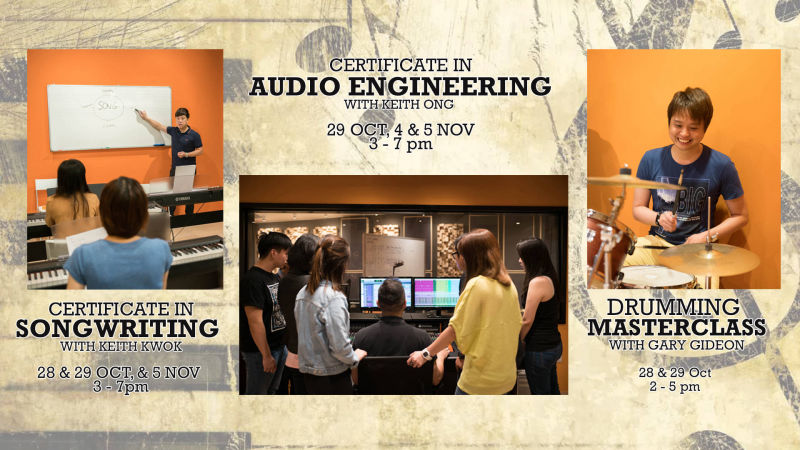 CERTIFICATE IN
AUDIO ENGINEERING
WITH KEITH ONG
29 OCT, 4 & 5 NOV
3 - 7 pm
SONG
YAMAHA
CERTIFICATE IN
SONGWRITING
WITH KEITH KWOK
28 & 29 OCT, & 5 NOV
3 - 7pm
BIG
DRUMMING
MASTERCLASS
WITH GARY GIDEON
28 & 29 Oct
2 - 5 pm